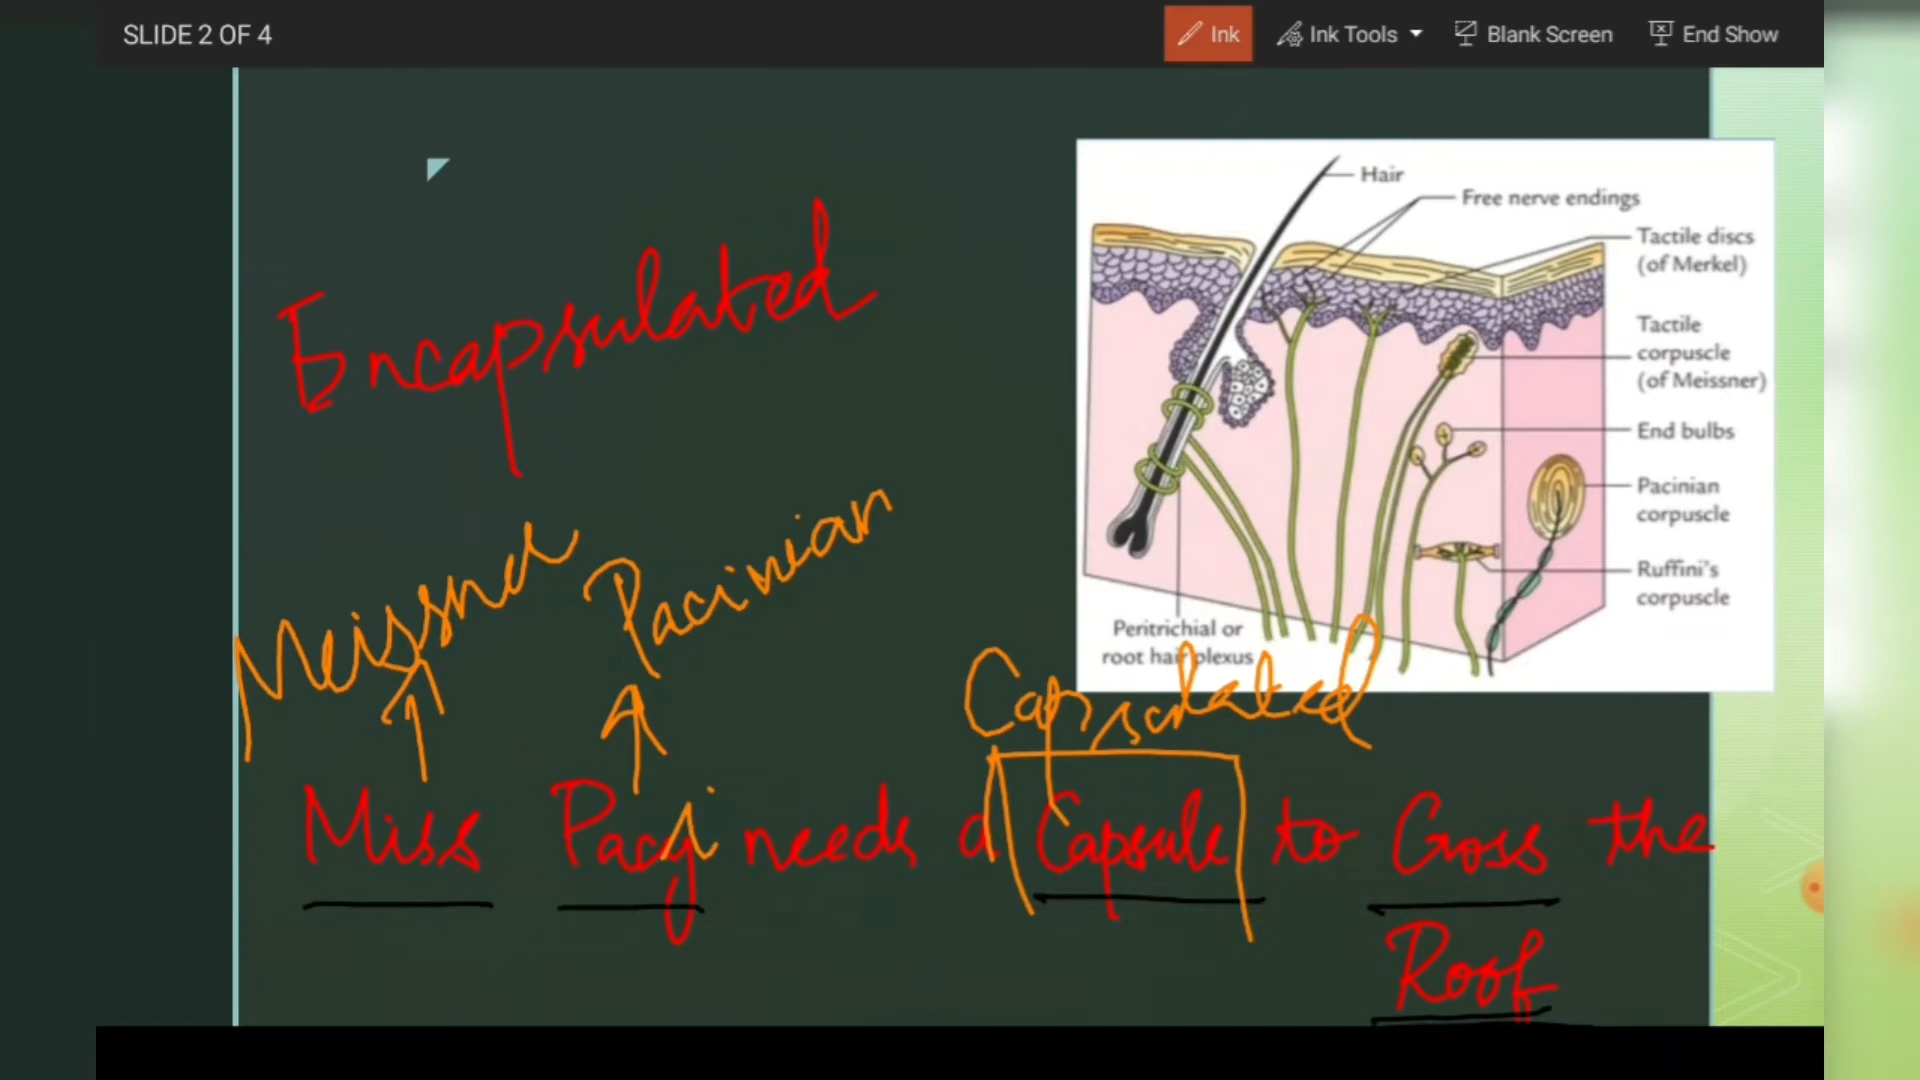 SLIDE 2 OF 4
Ink
Ink Tools
Blank Screen
End Show
Hair
Free nerve endings
Tactile discs
(of Merkel)
Tactile
corpuscle
(of Meissner)
End bulbs
Pacinian
corpuscle
Ruffini's
corpuscle
Peritrichial or
root hair plexus
Encapsulated
Meissner
Pacinian
Capsulated
Miss Pacy needs a Capsule to Cross the
Roof